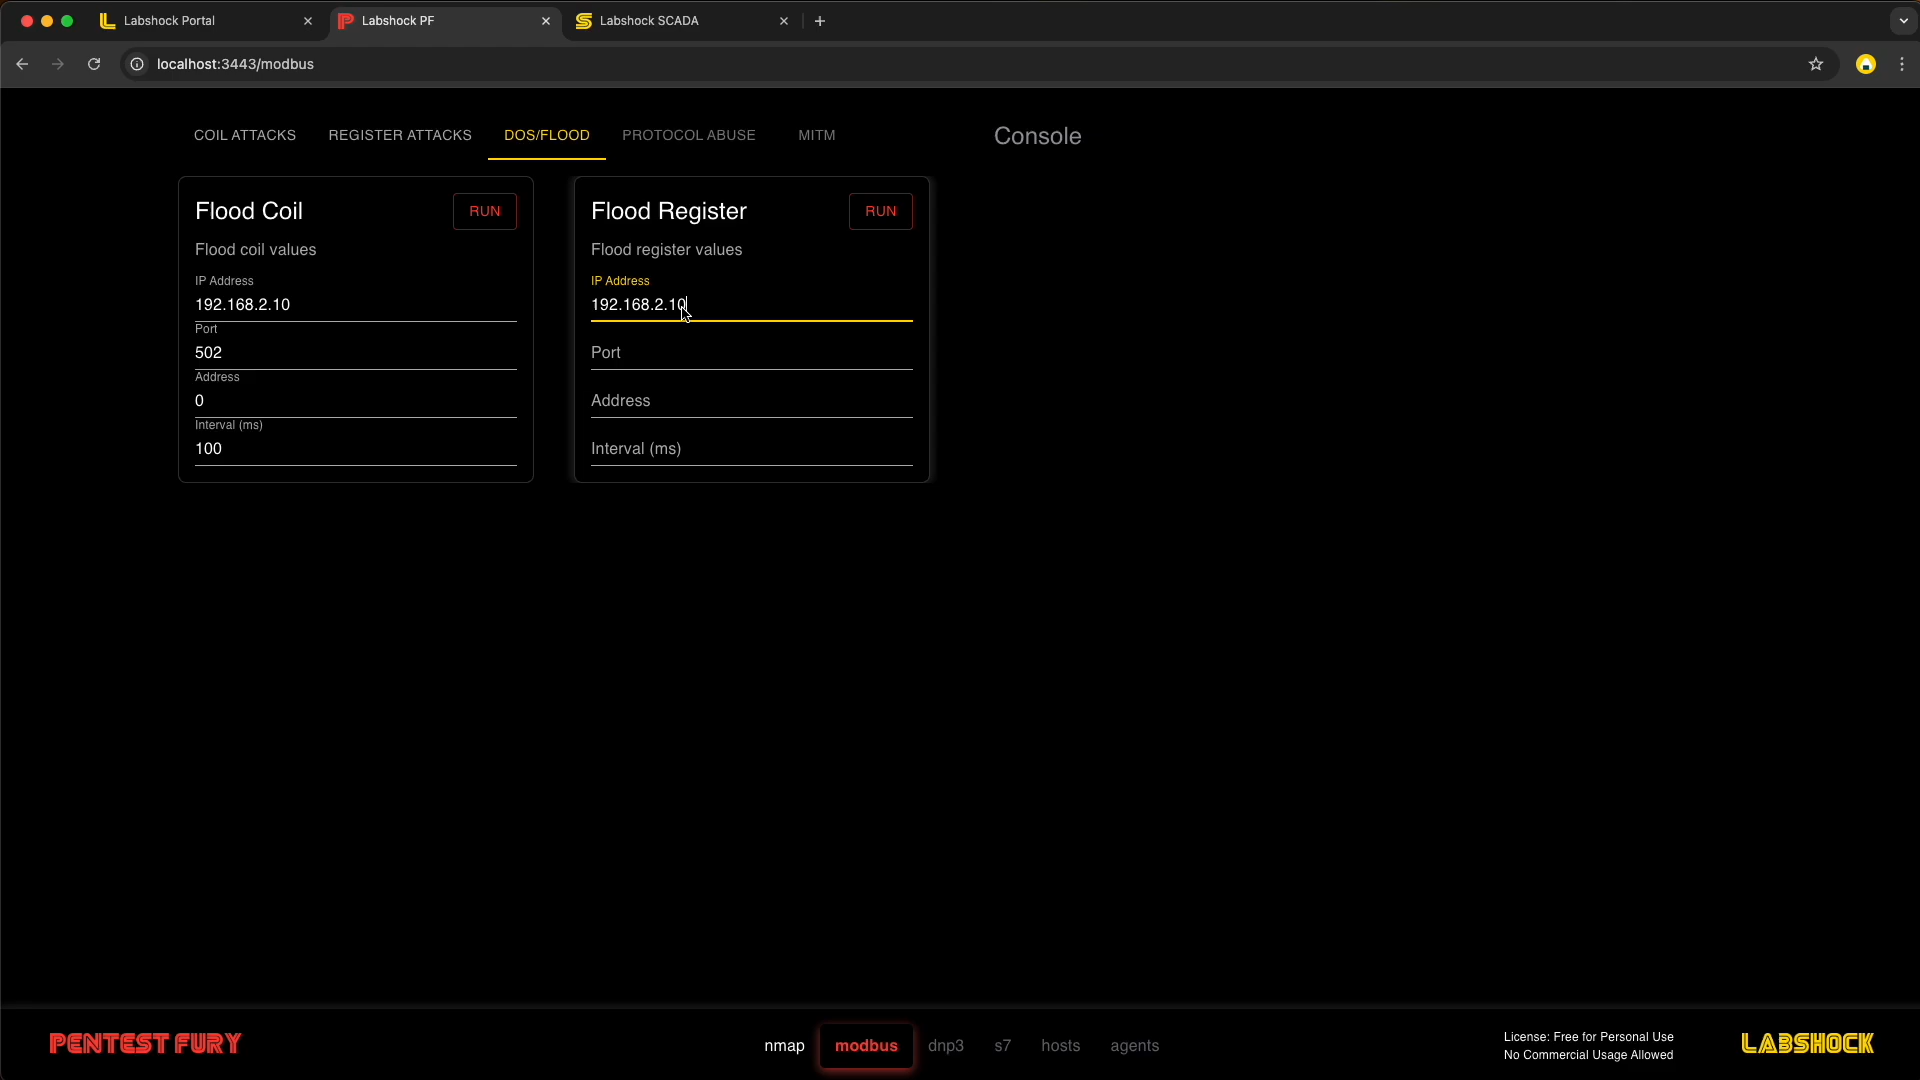 Labshock Portal
Labshock PF
Labshock SCADA
localhost:3443/modbus
COIL ATTACKS
REGISTER ATTACKS
DOS/FLOOD
PROTOCOL ABUSE
MITM
Console
Flood Coil
RUN
Flood coil values
IP Address
192.168.2.10
Port
502
Address
0
Interval (ms)
100
Flood Register
RUN
Flood register values
IP Address
192.168.2.10
Port
Address
Interval (ms)
PENTEST FURY
nmap
modbus
dnp3
s7
hosts
agents
License: Free for Personal Use
No Commercial Usage Allowed
LABSHOCK